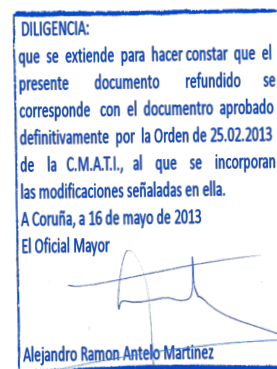 DILIGENCIA:
que se extiende para hacer constar que el
presente documento refundido se
corresponde con el documentro aprobado
definitivamente por la Orden de 25.02.2013
de la C.M.AT.I., al que se incorporan
las modificaciones señaladas en ella.
A Coruña, a 16 de mayo de 2013
El Oficial Mayor
Alejandro Ramon Antelo Martinez